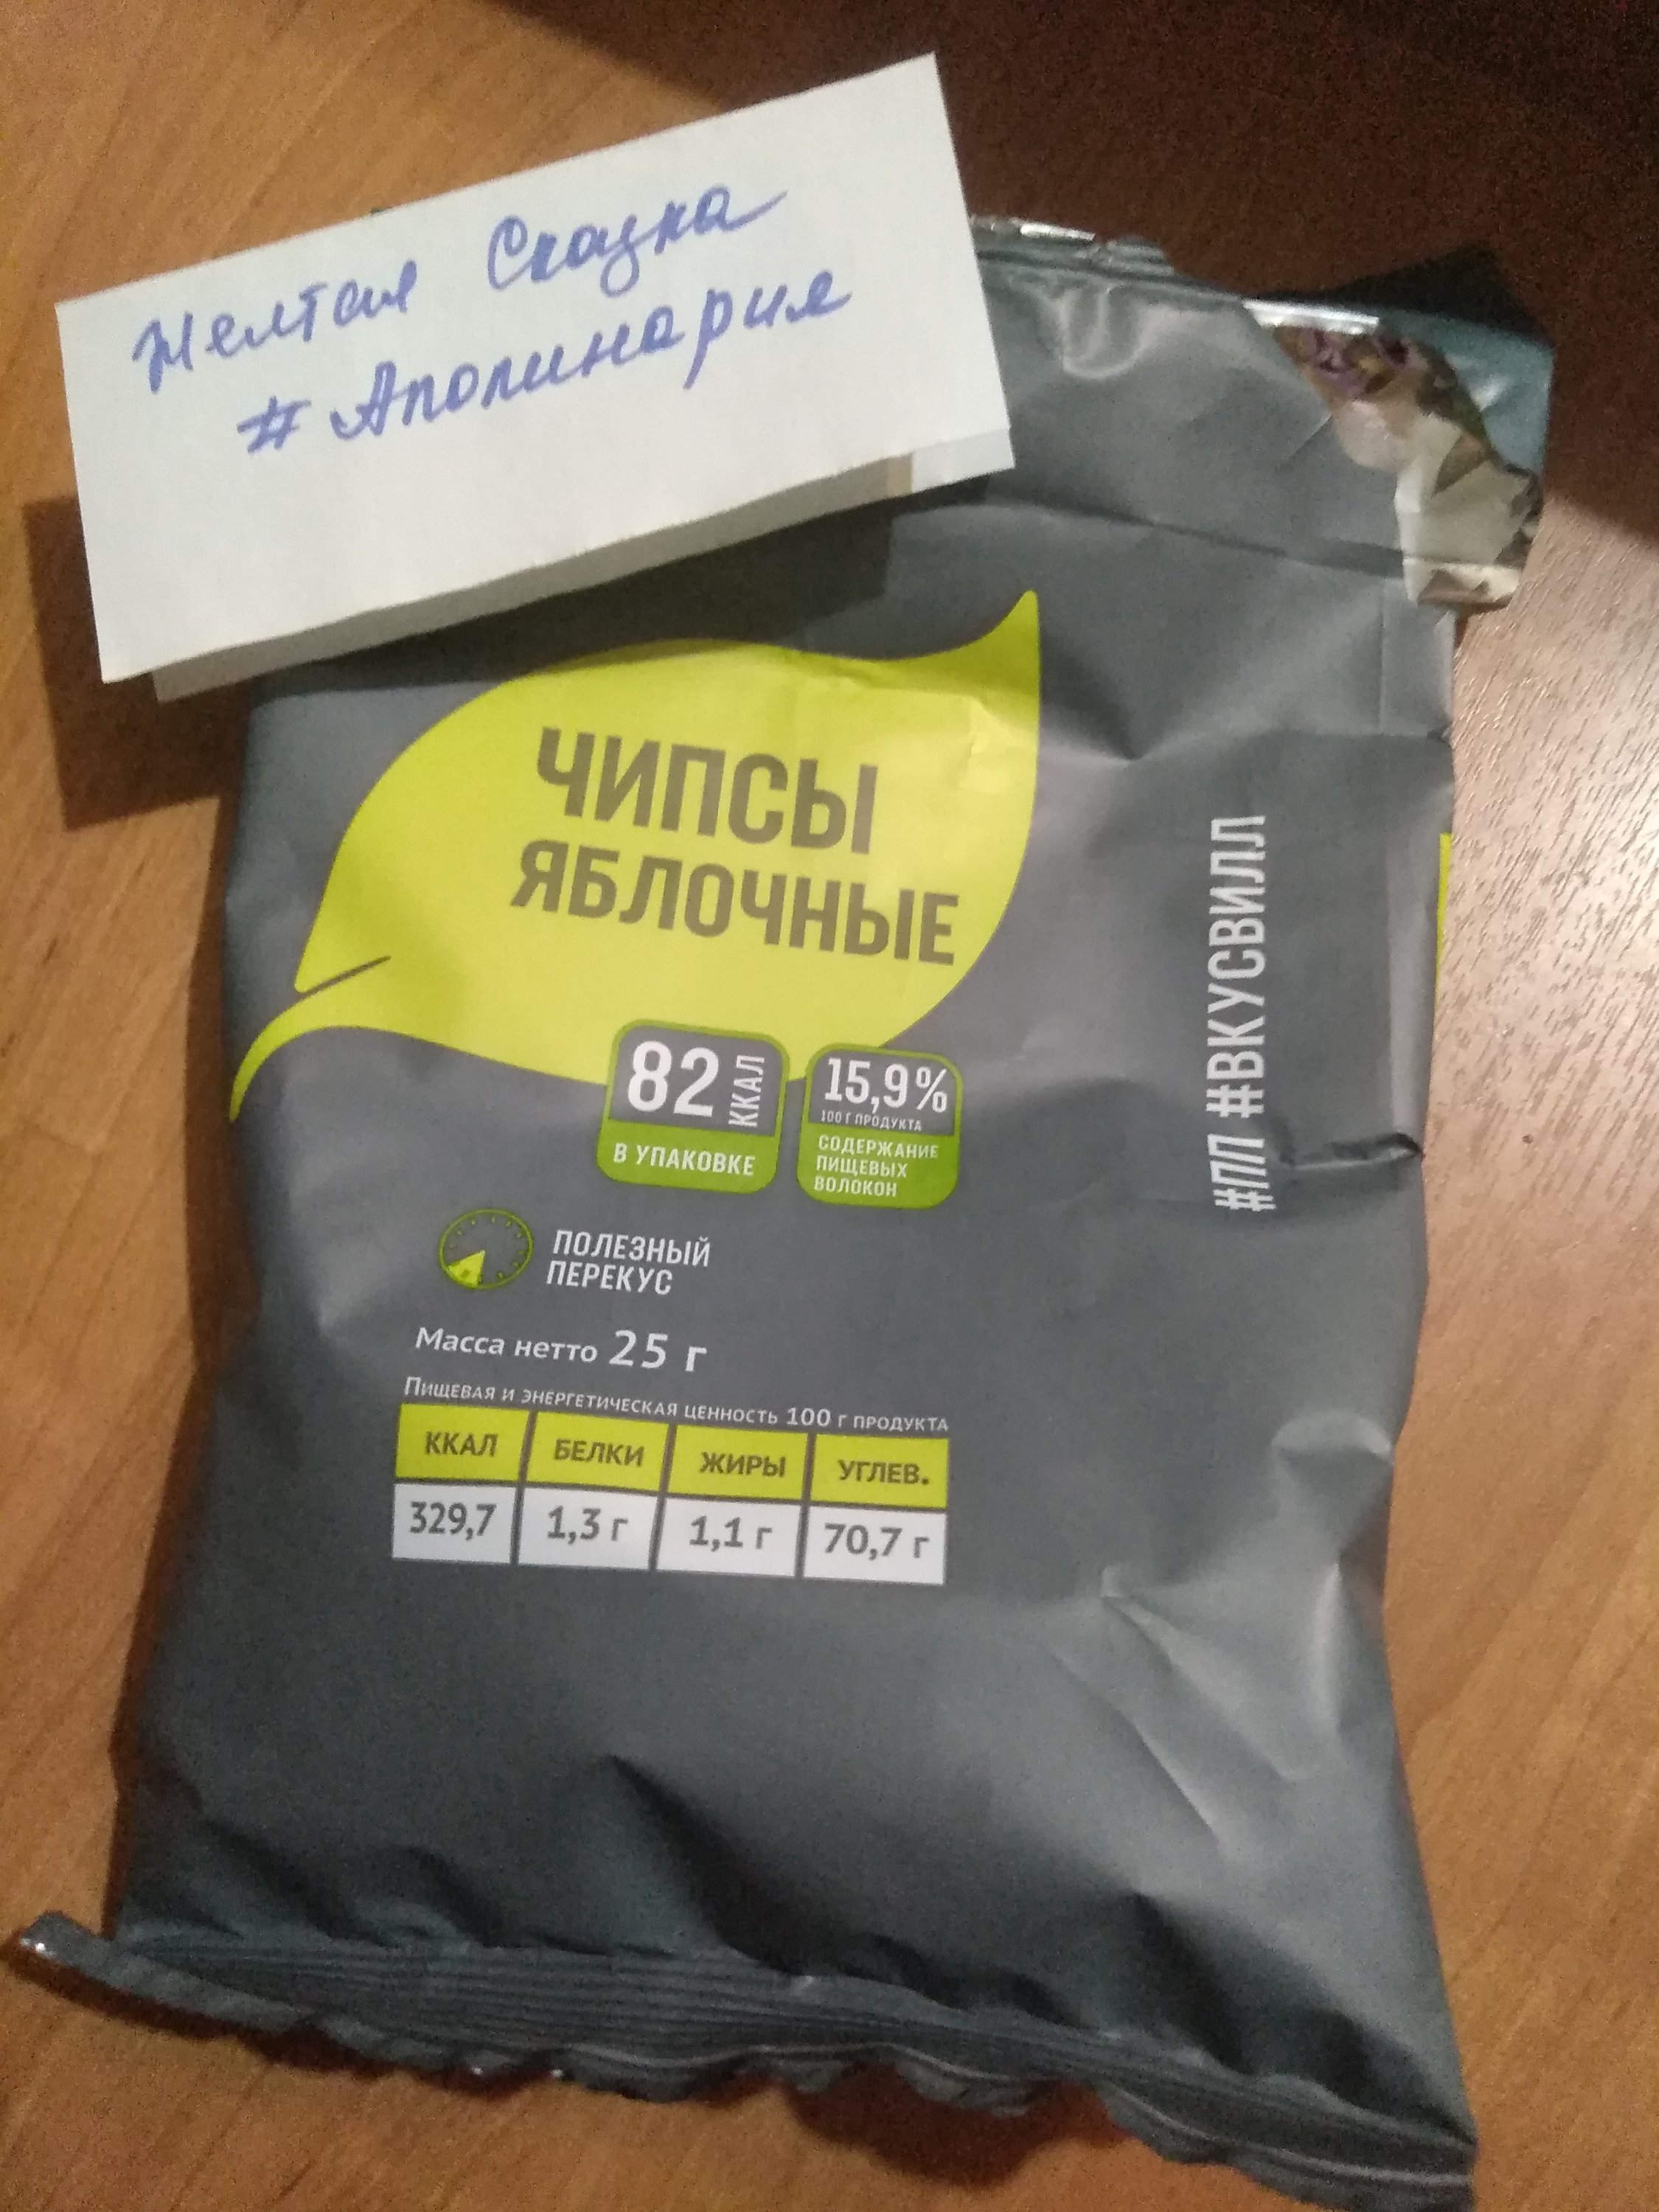 Желтая Сказка
# Аполинария
ЧИПСЫ
ЯБЛОЧНЫЕ
82 ККАЛ
В УПАКОВКЕ
15,9%
100 Г ПРОДУКТА
СОДЕРЖАНИЕ
ПИЩЕВЫХ
ВОЛОКОН
#ПП #ВКУСВИЛЛ
ПОЛЕЗНЫЙ
ПЕРЕКУС
Масса нетто 25 г
Пищевая и энергетическая ценность 100 г продукта
ККАЛ БЕЛКИ ЖИРЫ УГЛЕВ.
329,7 1,3 г 1,1 г 70,7 г